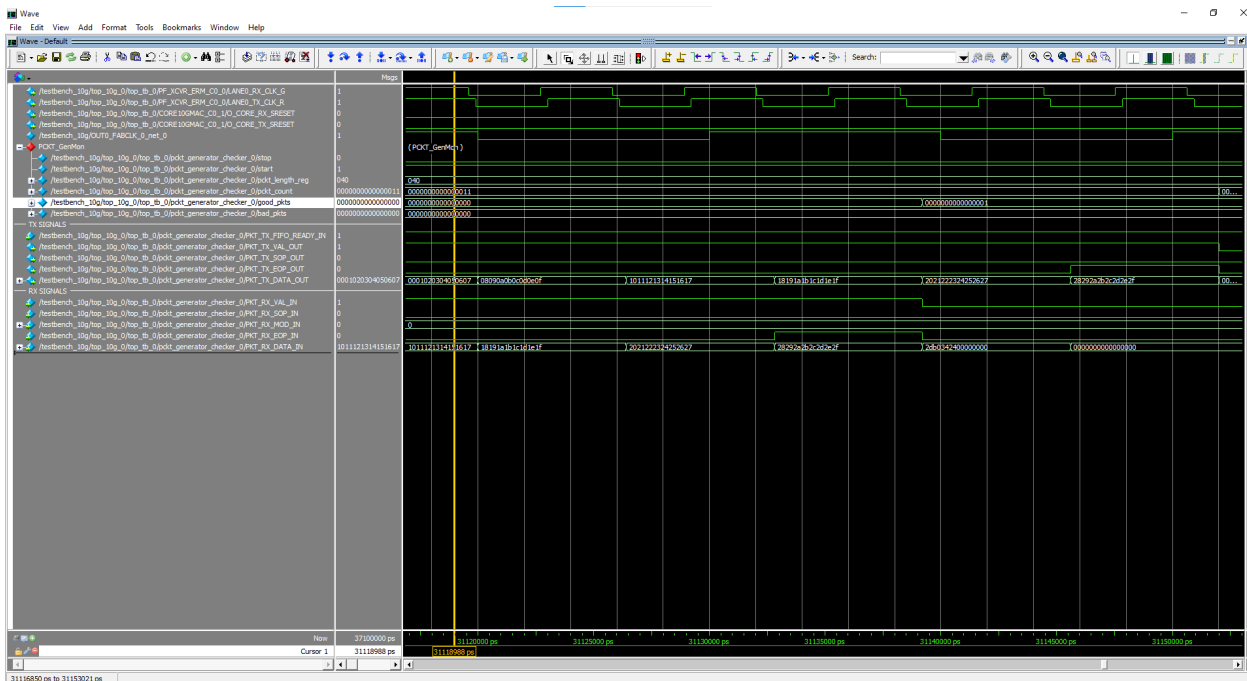 Wave
File Edit View Add Format Tools Bookmarks Window Help
Wave - Default
Search:
Msgs
/testbench_10g/top_10g_0/top_tb_0/PF_XCVR_ERM_C0_0/LANE0_RX_CLK_G 1
/testbench_10g/top_10g_0/top_tb_0/PF_XCVR_ERM_C0_0/LANE0_TX_CLK_R 1
/testbench_10g/top_10g_0/top_tb_0/CORE10GMAC_C0_1/O_CORE_RX_SRESET 0
/testbench_10g/top_10g_0/top_tb_0/CORE10GMAC_C0_1/O_CORE_TX_SRESET 0
/testbench_10g/OUT0_FABCLK_0_net_0 1
PCKT_GenMon (PCKT_GenMon)
/testbench_10g/top_10g_0/top_tb_0/pckt_generator_checker_0/stop 0
/testbench_10g/top_10g_0/top_tb_0/pckt_generator_checker_0/start 1
/testbench_10g/top_10g_0/top_tb_0/pckt_generator_checker_0/pckt_length_reg 040 040
/testbench_10g/top_10g_0/top_tb_0/pckt_generator_checker_0/pckt_count 0000000000000011 0000000000000011 00...
/testbench_10g/top_10g_0/top_tb_0/pckt_generator_checker_0/good_pkts 0000000000000000 0000000000000000 0000000000000001
/testbench_10g/top_10g_0/top_tb_0/pckt_generator_checker_0/bad_pkts 0000000000000000 0000000000000000
TX SIGNALS
/testbench_10g/top_10g_0/top_tb_0/pckt_generator_checker_0/PKT_TX_FIFO_READY_IN 1
/testbench_10g/top_10g_0/top_tb_0/pckt_generator_checker_0/PKT_TX_VAL_OUT 1
/testbench_10g/top_10g_0/top_tb_0/pckt_generator_checker_0/PKT_TX_SOP_OUT 0
/testbench_10g/top_10g_0/top_tb_0/pckt_generator_checker_0/PKT_TX_EOP_OUT 0
/testbench_10g/top_10g_0/top_tb_0/pckt_generator_checker_0/PKT_TX_DATA_OUT 0001020304050607 0001020304050607 08090a0b0c0d0e0f 1011121314151617 18191a1b1c1d1e1f 2021222324252627 28292a2b2c2d2e2f 00...
RX SIGNALS
/testbench_10g/top_10g_0/top_tb_0/pckt_generator_checker_0/PKT_RX_VAL_IN 1
/testbench_10g/top_10g_0/top_tb_0/pckt_generator_checker_0/PKT_RX_SOP_IN 0
/testbench_10g/top_10g_0/top_tb_0/pckt_generator_checker_0/PKT_RX_MOD_IN 0 0
/testbench_10g/top_10g_0/top_tb_0/pckt_generator_checker_0/PKT_RX_EOP_IN 0
/testbench_10g/top_10g_0/top_tb_0/pckt_generator_checker_0/PKT_RX_DATA_IN 1011121314151617 1011121314151617 18191a1b1c1d1e1f 2021222324252627 28292a2b2c2d2e2f 2db0342400000000 0000000000000000
Now 37100000 ps 31120000 ps 31125000 ps 31130000 ps 31135000 ps 31140000 ps 31145000 ps 31150000 ps
Cursor 1 31118988 ps 31118988 ps
31116850 ps to 31153021 ps